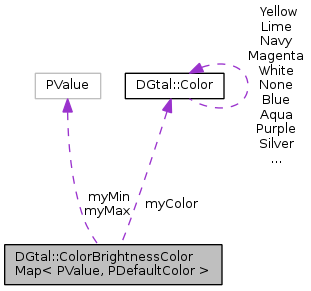 Yellow
Lime
Navy
Magenta
White
None
Blue
Aqua
Purple
Silver
...
PValue
DGtal::Color
myMin
myMax
myColor
DGtal::ColorBrightnessColor
Map< PValue, PDefaultColor >